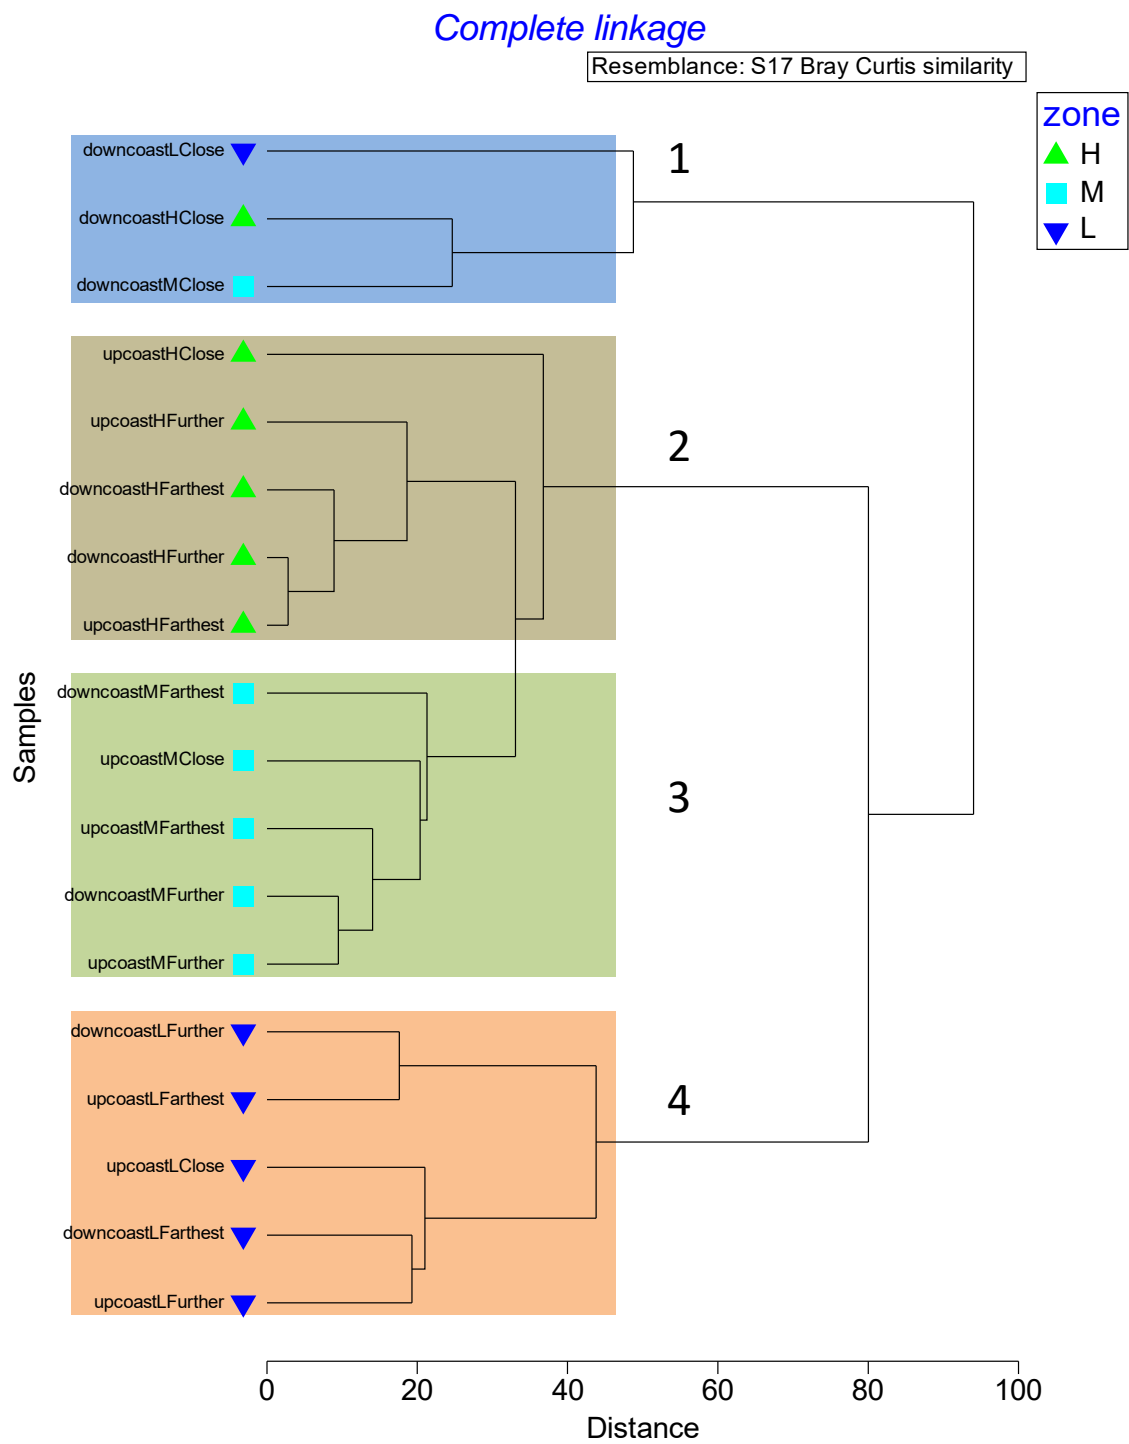 Complete linkage
Resemblance: S17 Bray Curtis similarity
zone
H
M
L
downcoastLClose
1
downcoastHClose
downcoastMClose
upcoastHClose
upcoastHFurther
2
downcoastHFarthest
downcoastHFurther
upcoastHFarthest
Samples
downcoastMFarthest
upcoastMClose
3
upcoastMFarthest
downcoastMFurther
upcoastMFurther
downcoastLFurther
upcoastLFarthest
4
upcoastLClose
downcoastLFarthest
upcoastLFurther
0 20 40 60 80 100
Distance